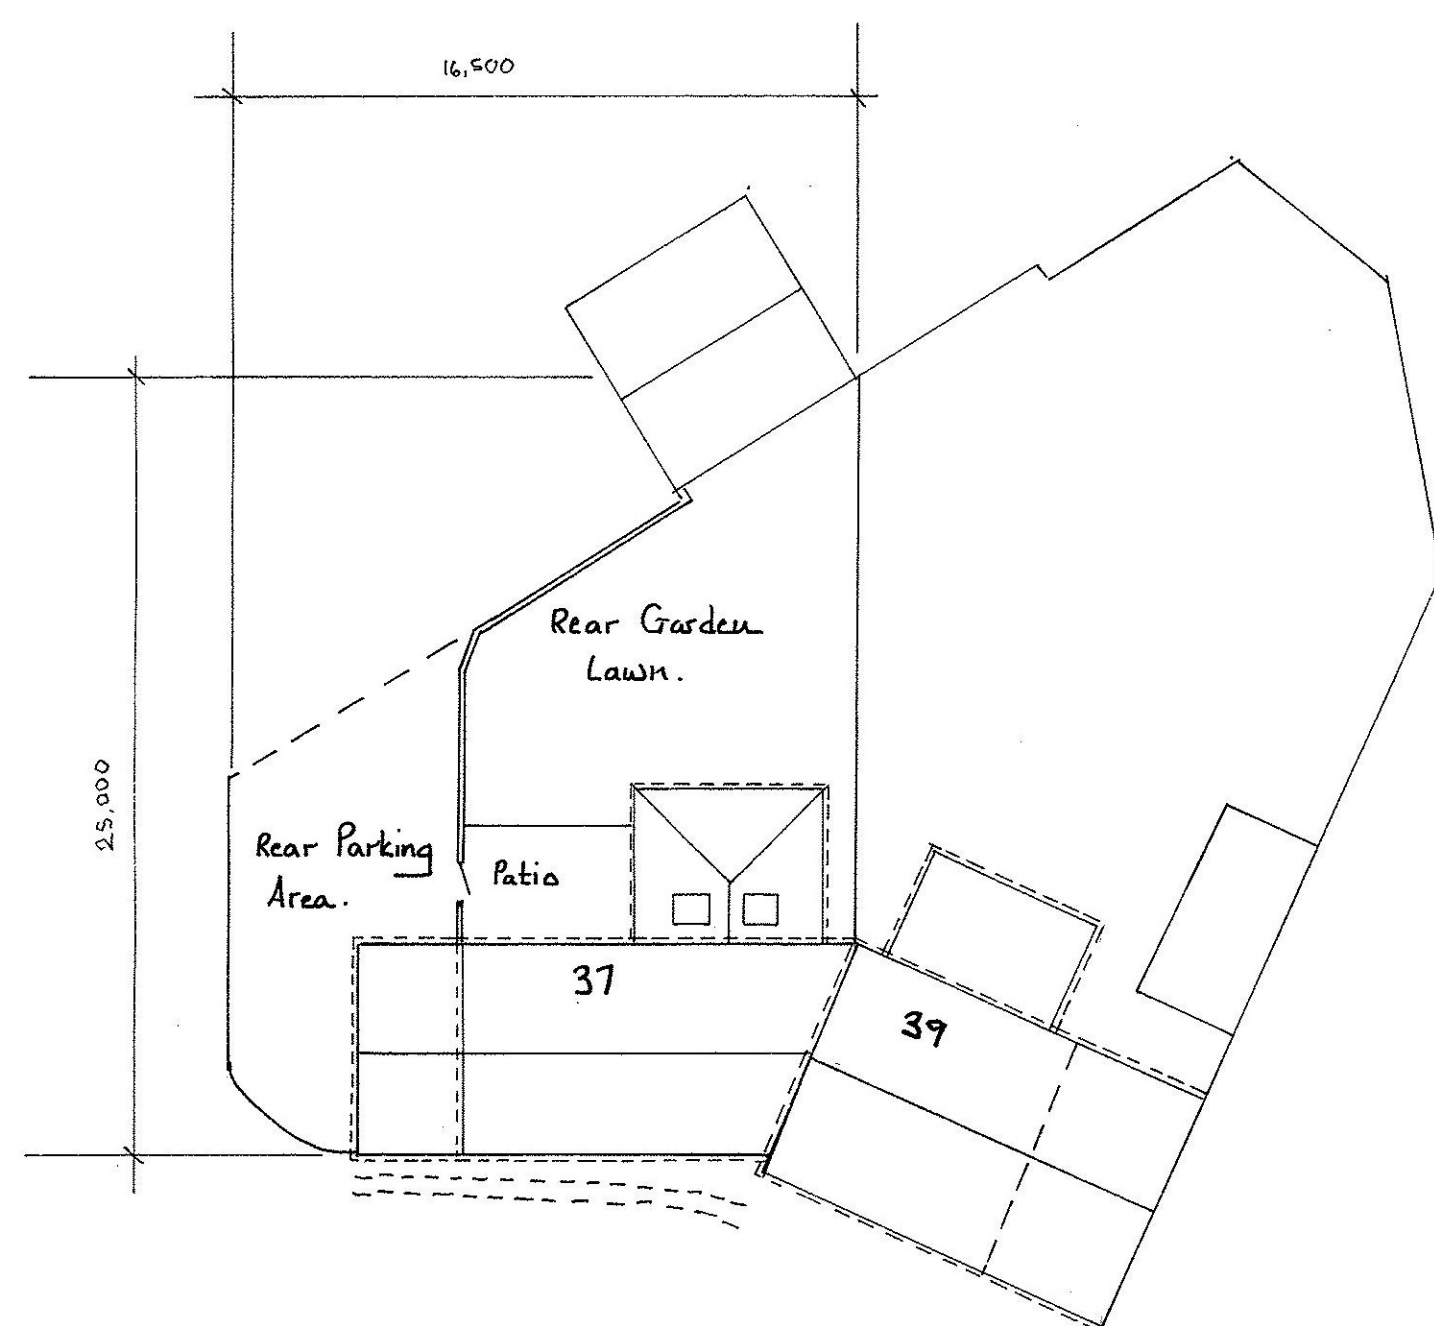 16,500
Rear Garden
Lawn.
25,000
Rear Parking
Area.
Patio
37
39